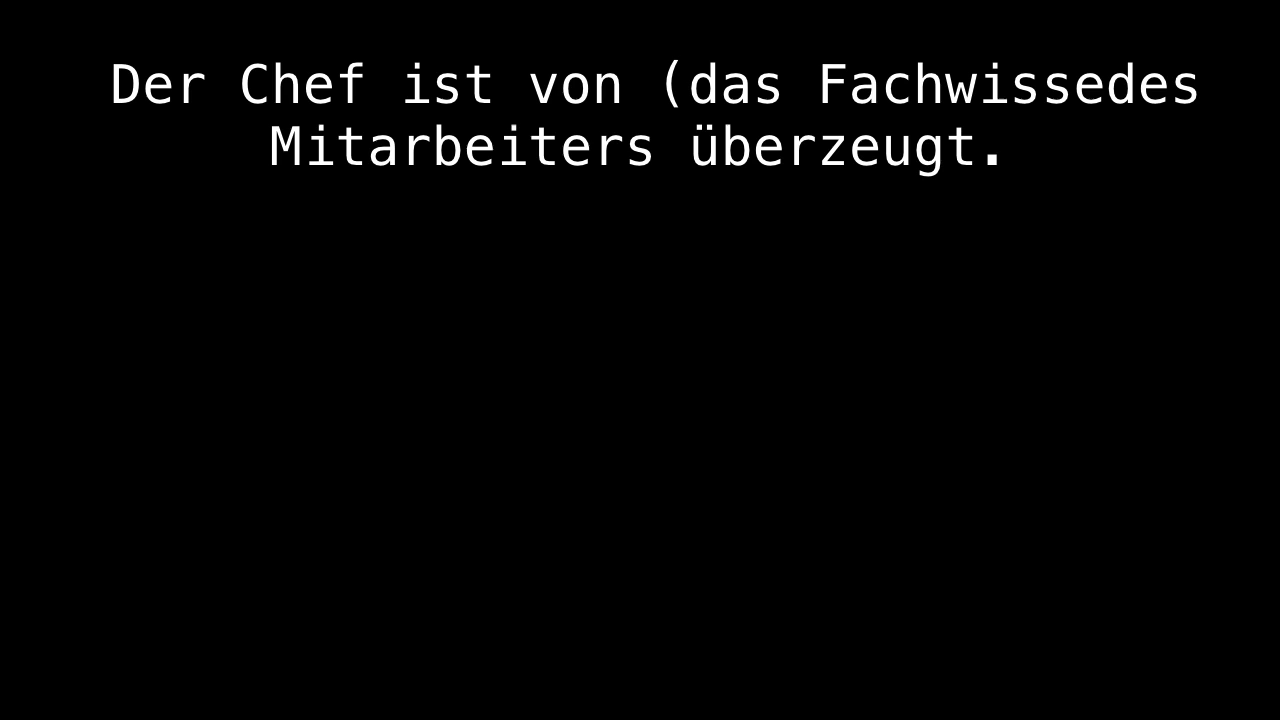 Der Chef ist von (das Fachwissedes
Mitarbeiters überzeugt.